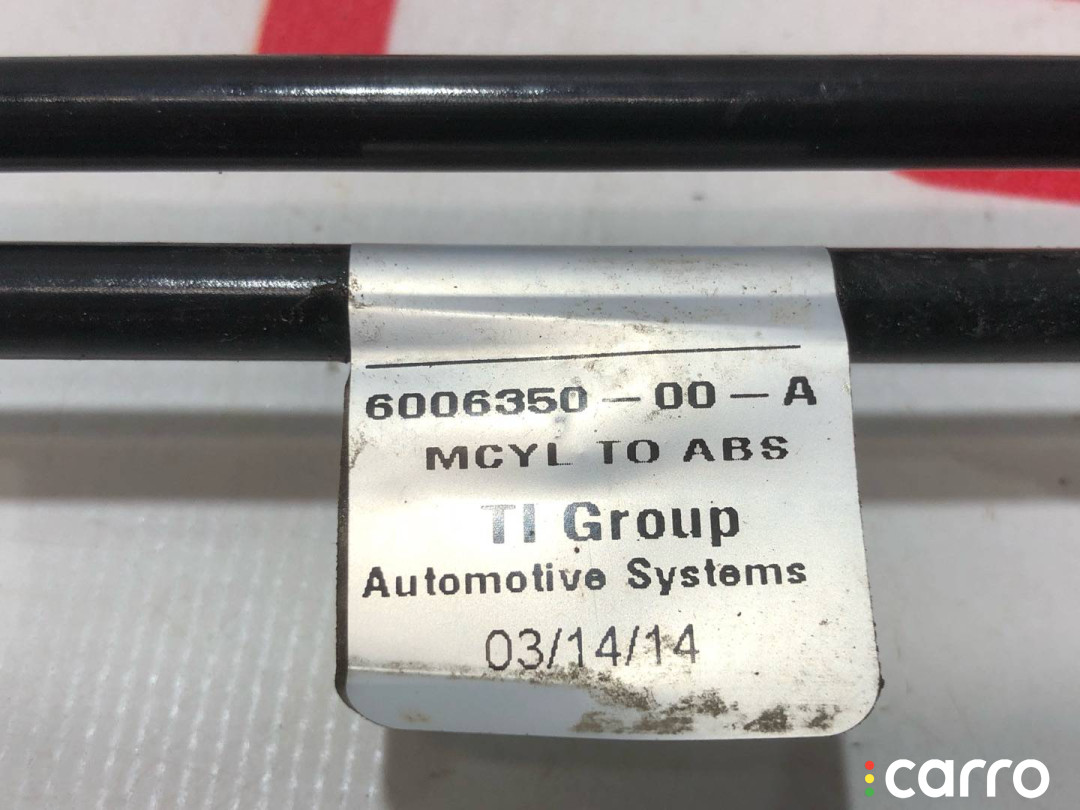 6006350-00-A
MCYL TO ABS
TI Group
Automotive Systems
03/14/14
carro